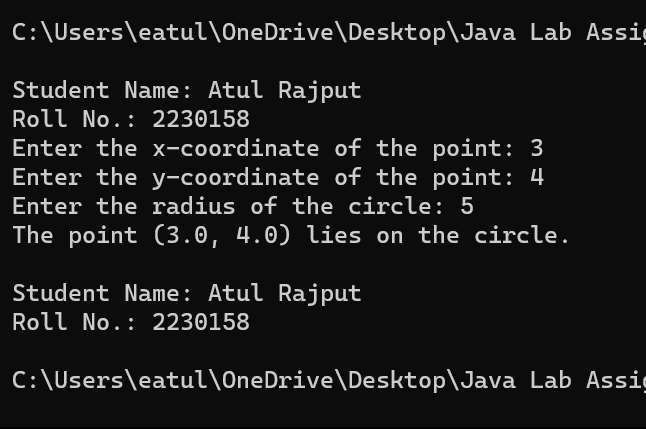 C:\Users\eatul\OneDrive\Desktop\Java Lab Assig
Student Name: Atul Rajput
Roll No.: 2230158
Enter the x-coordinate of the point: 3
Enter the y-coordinate of the point: 4
Enter the radius of the circle: 5
The point (3.0, 4.0) lies on the circle.
Student Name: Atul Rajput
Roll No.: 2230158
C:\Users\eatul\OneDrive\Desktop\Java Lab Assig